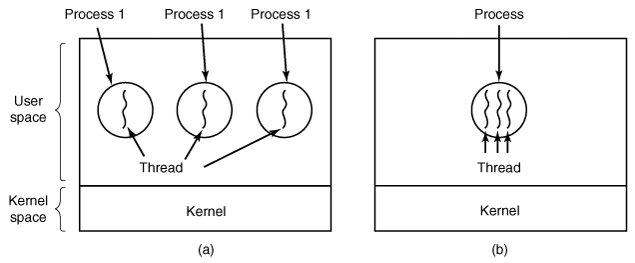 Process 1
Process 1
Process 1
Process
User
space
Thread
Thread
Kernel
space
Kernel
Kernel
(a)
(b)